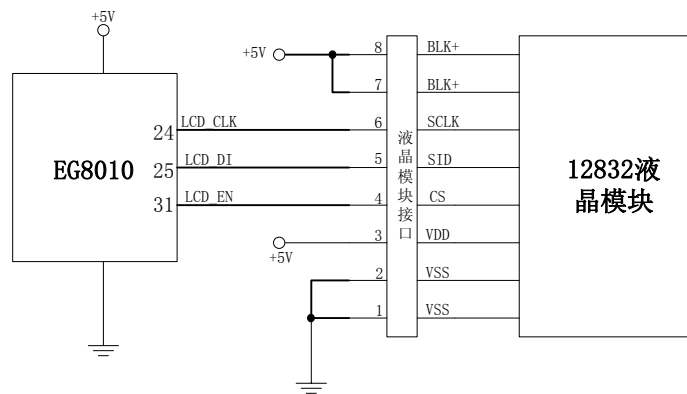 +5V
EG8010
24
LCD_CLK
25
LCD_DI
31
LCD_EN
+5V
8
BLK+
7
BLK+
6
SCLK
5
SID
4
CS
+5V
3
VDD
2
VSS
1
VSS
液晶模块接口
12832液
晶模块